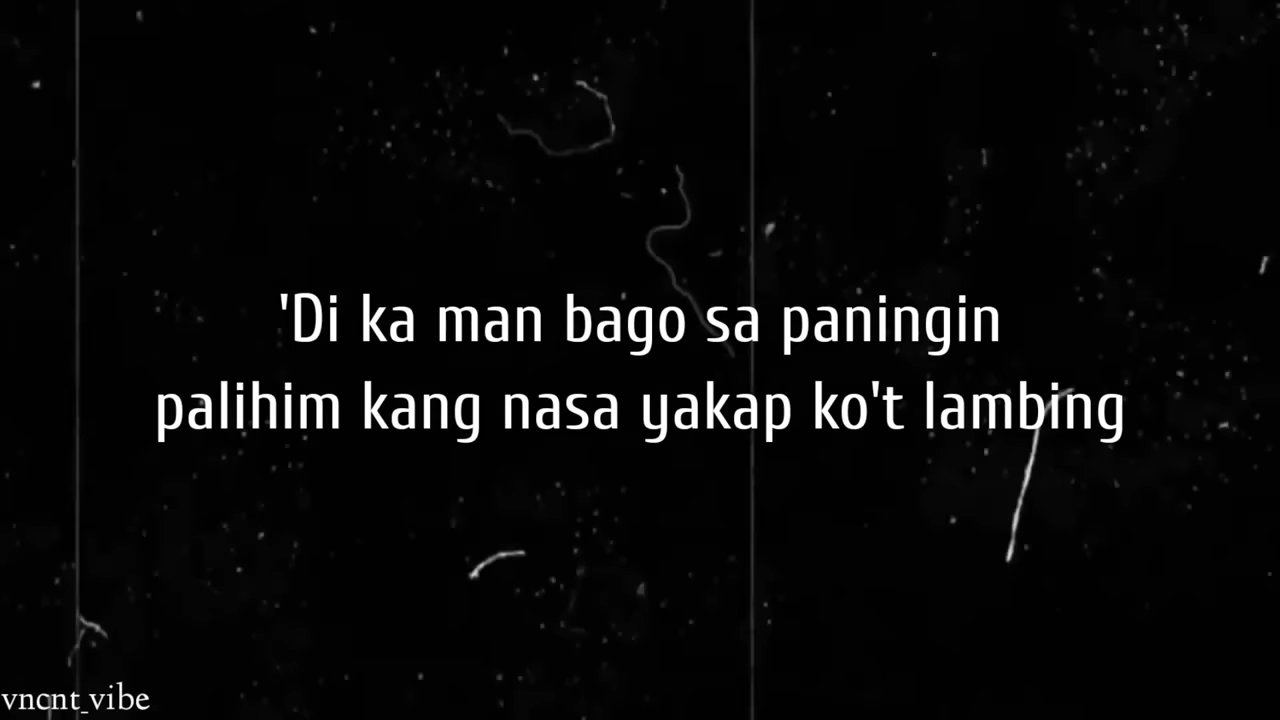 'Di ka man bago sa paningin
palihim kang nasa yakap ko't lambing
vncnt_vibe